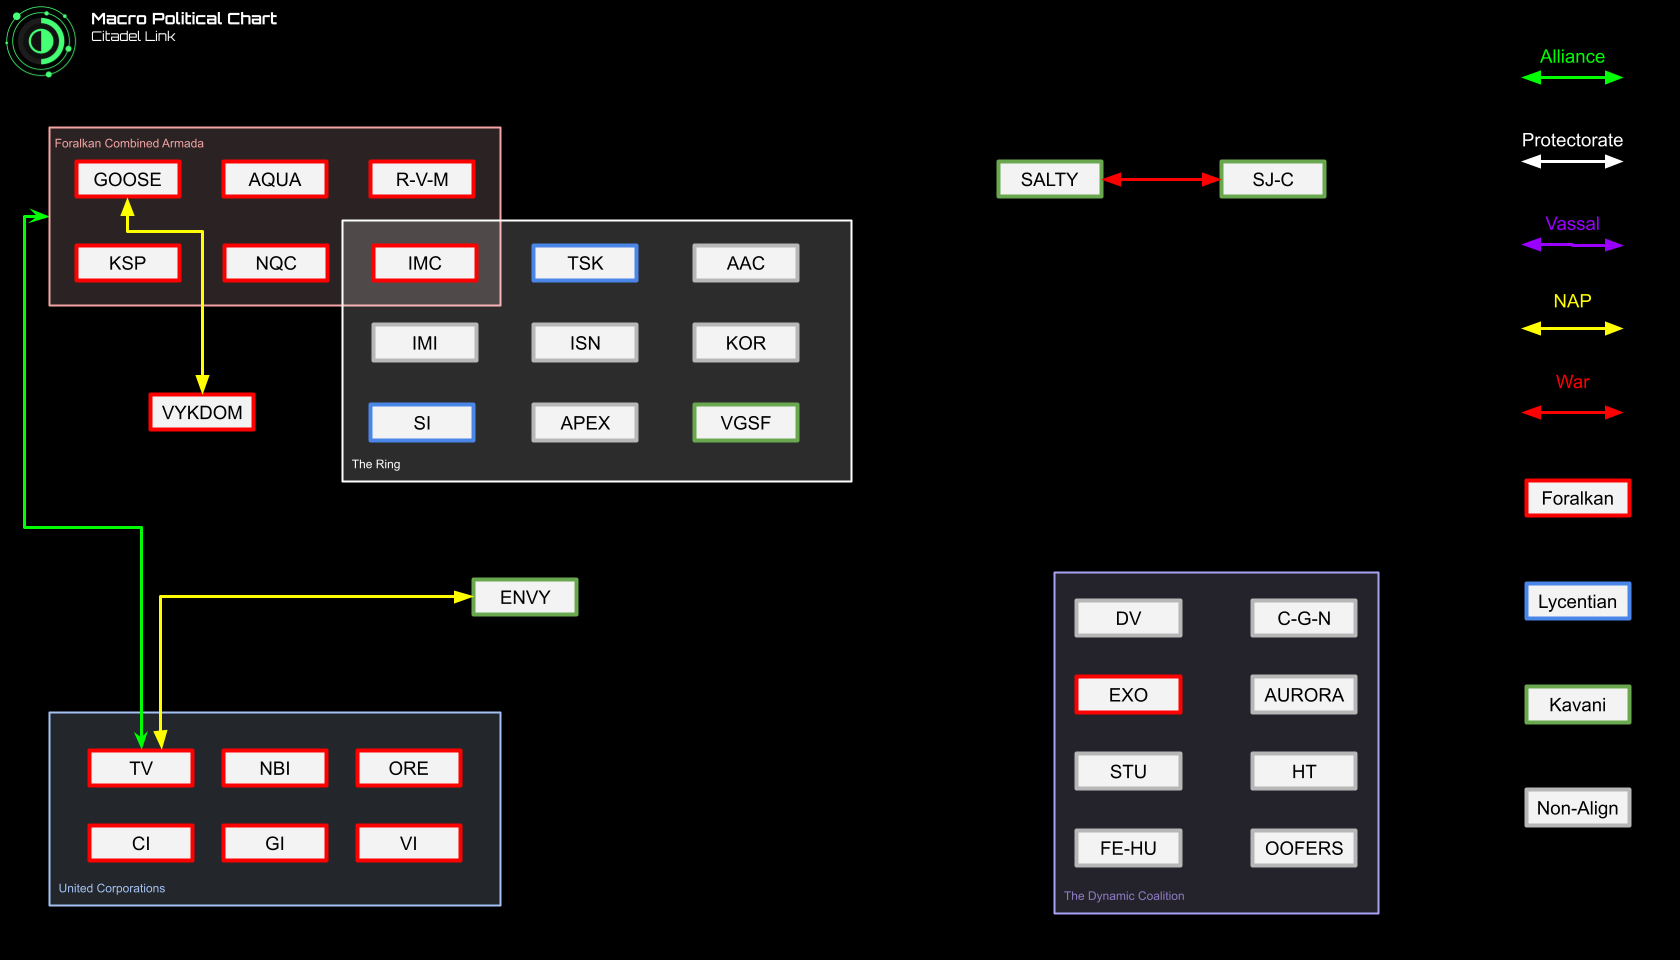 Macro Political Chart
Citadel Link
Foralkan Combined Armada
GOOSE
AQUA
R-V-M
KSP
NQC
IMC
TSK
AAC
IMI
ISN
KOR
SI
APEX
VGSF
The Ring
VYKDOM
SALTY
SJ-C
ENVY
TV
NBI
ORE
CI
GI
VI
United Corporations
DV
C-G-N
EXO
AURORA
STU
HT
FE-HU
OOFERS
The Dynamic Coalition
Alliance
Protectorate
Vassal
NAP
War
Foralkan
Lycentian
Kavani
Non-Align